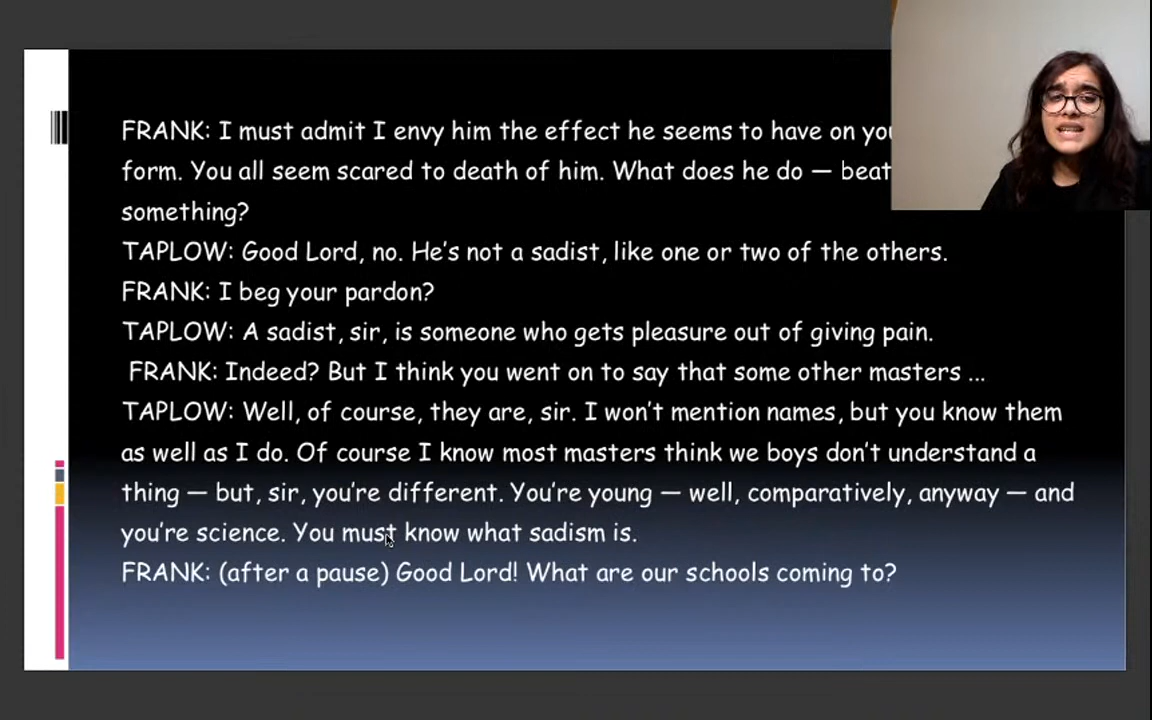 FRANK: I must admit I envy him the effect he seems to have on you
form. You all seem scared to death of him. What does he do — beat
something?
TAPLOW: Good Lord, no. He's not a sadist, like one or two of the others.
FRANK: I beg your pardon?
TAPLOW: A sadist, sir, is someone who gets pleasure out of giving pain.
FRANK: Indeed? But I think you went on to say that some other masters ...
TAPLOW: Well, of course, they are, sir. I won't mention names, but you know them
as well as I do. Of course I know most masters think we boys don't understand a
thing — but, sir, you're different. You're young — well, comparatively, anyway — and
you're science. You must know what sadism is.
FRANK: (after a pause) Good Lord! What are our schools coming to?